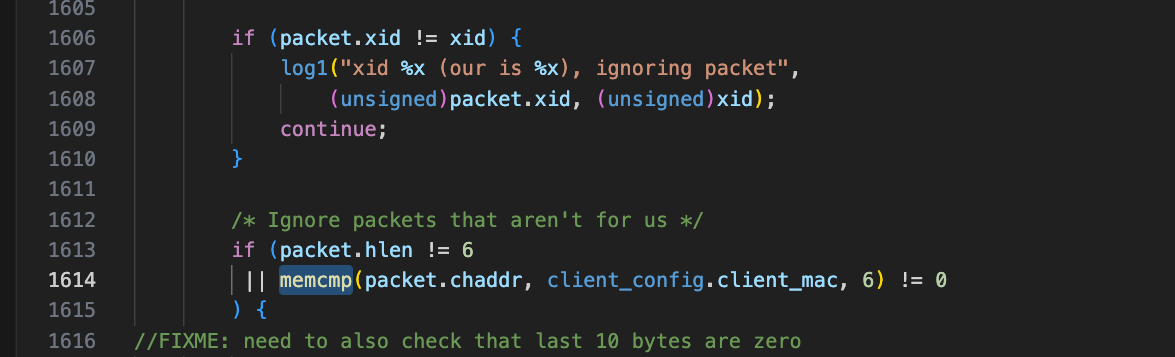 1605
1606 if (packet.xid != xid) {
1607 log1("xid %x (our is %x), ignoring packet",
1608 (unsigned)packet.xid, (unsigned)xid);
1609 continue;
1610 }
1611
1612 /* Ignore packets that aren't for us */
1613 if (packet.hlen != 6
1614 || memcmp(packet.chaddr, client_config.client_mac, 6) != 0
1615 ) {
1616 //FIXME: need to also check that last 10 bytes are zero